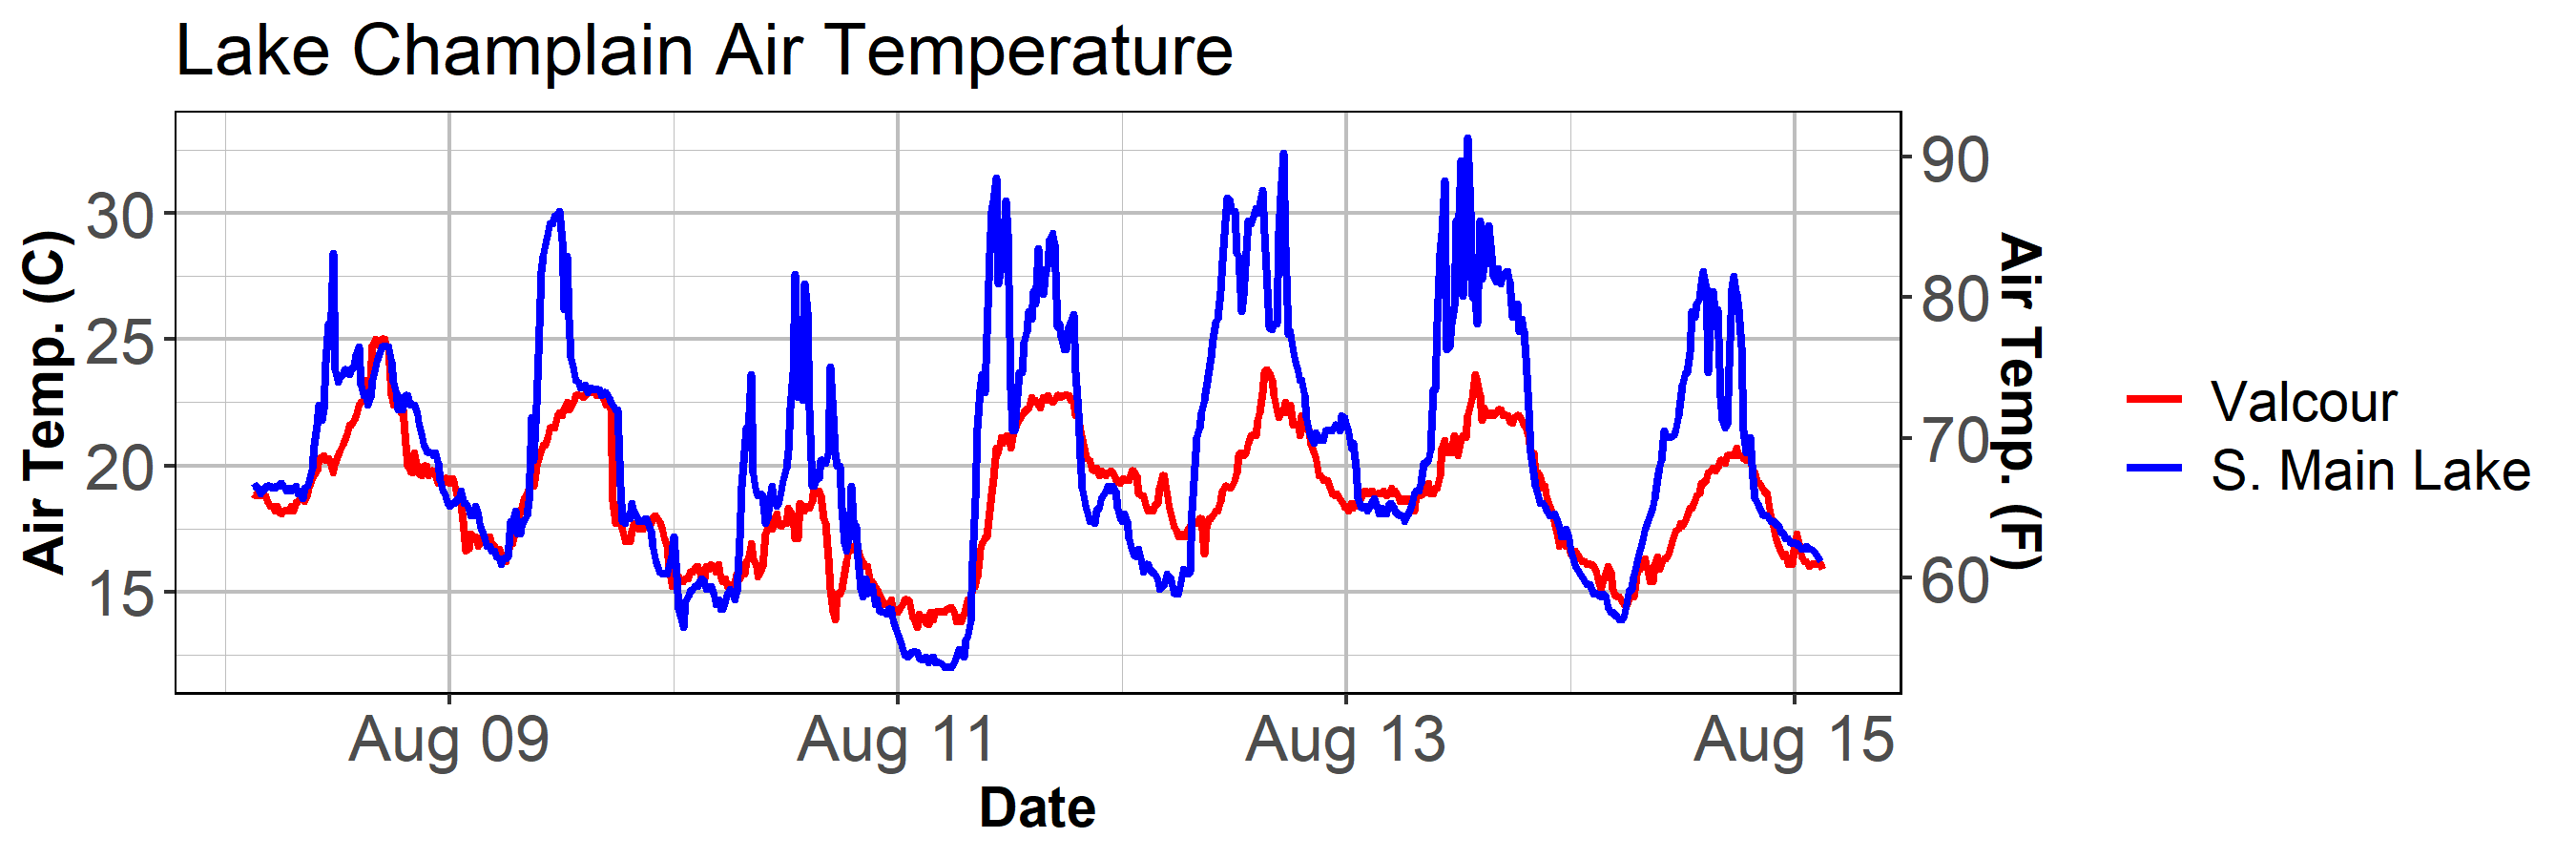 Lake Champlain Air Temperature
Air Temp. (C)
30
25
20
15
90
80
70
60
Air Temp. (F)
Aug 09 Aug 11 Aug 13 Aug 15
Date
Valcour
S. Main Lake